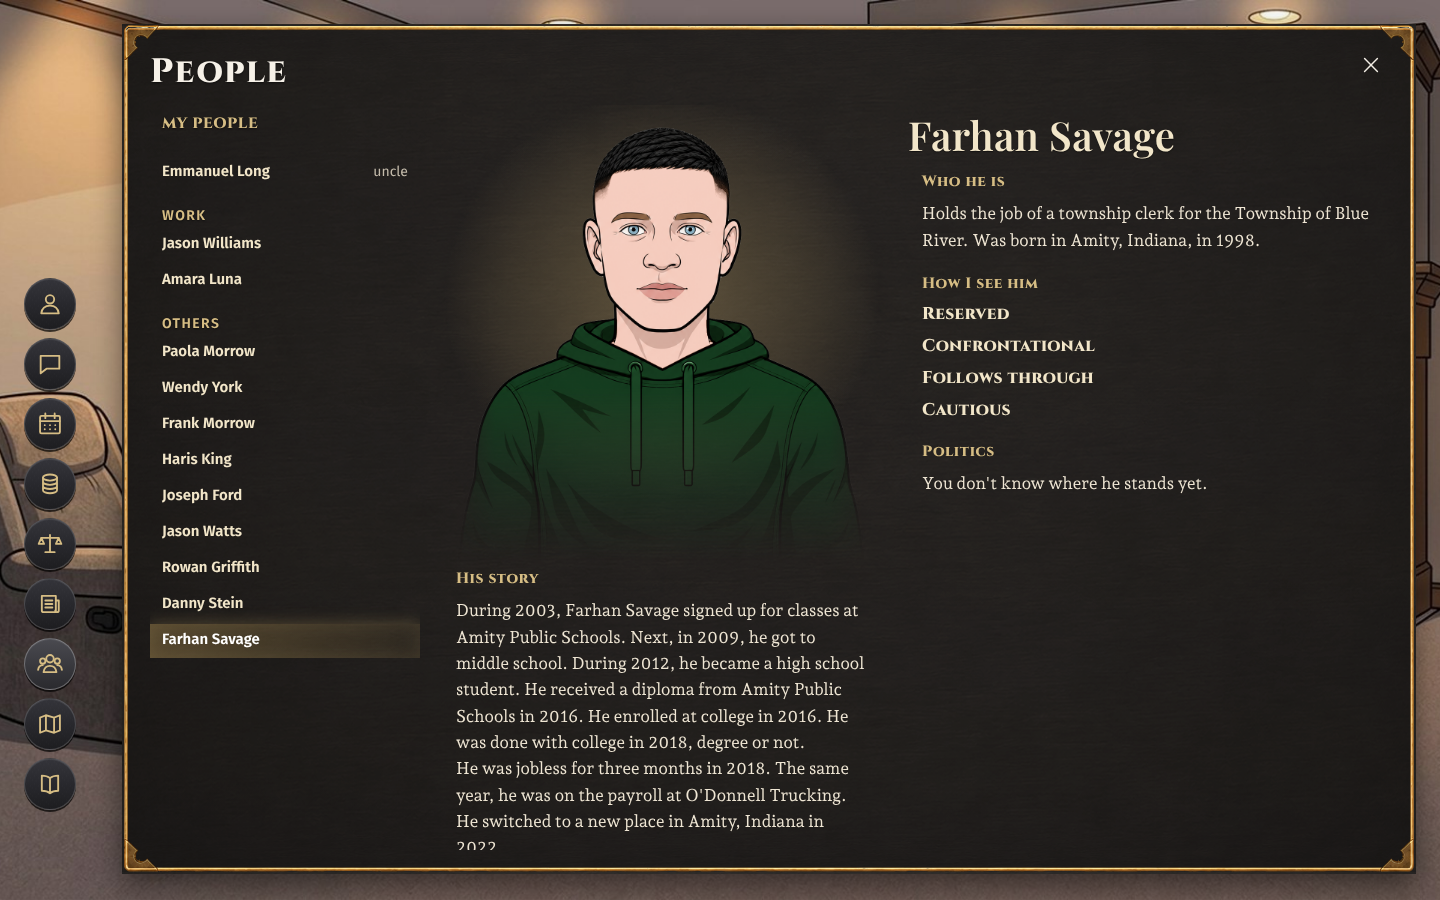 People
My People
Emmanuel Long uncle
WORK
Jason Williams
Amara Luna
OTHERS
Paola Morrow
Wendy York
Frank Morrow
Haris King
Joseph Ford
Jason Watts
Rowan Griffith
Danny Stein
Farhan Savage
His story
During 2003, Farhan Savage signed up for classes at
Amity Public Schools. Next, in 2009, he got to
middle school. During 2012, he became a high school
student. He received a diploma from Amity Public
Schools in 2016. He enrolled at college in 2016. He
was done with college in 2018, degree or not.
He was jobless for three months in 2018. The same
year, he was on the payroll at O'Donnell Trucking.
He switched to a new place in Amity, Indiana in
2022
Farhan Savage
Who he is
Holds the job of a township clerk for the Township of Blue
River. Was born in Amity, Indiana, in 1998.
How I see him
Reserved
Confrontational
Follows through
Cautious
Politics
You don't know where he stands yet.